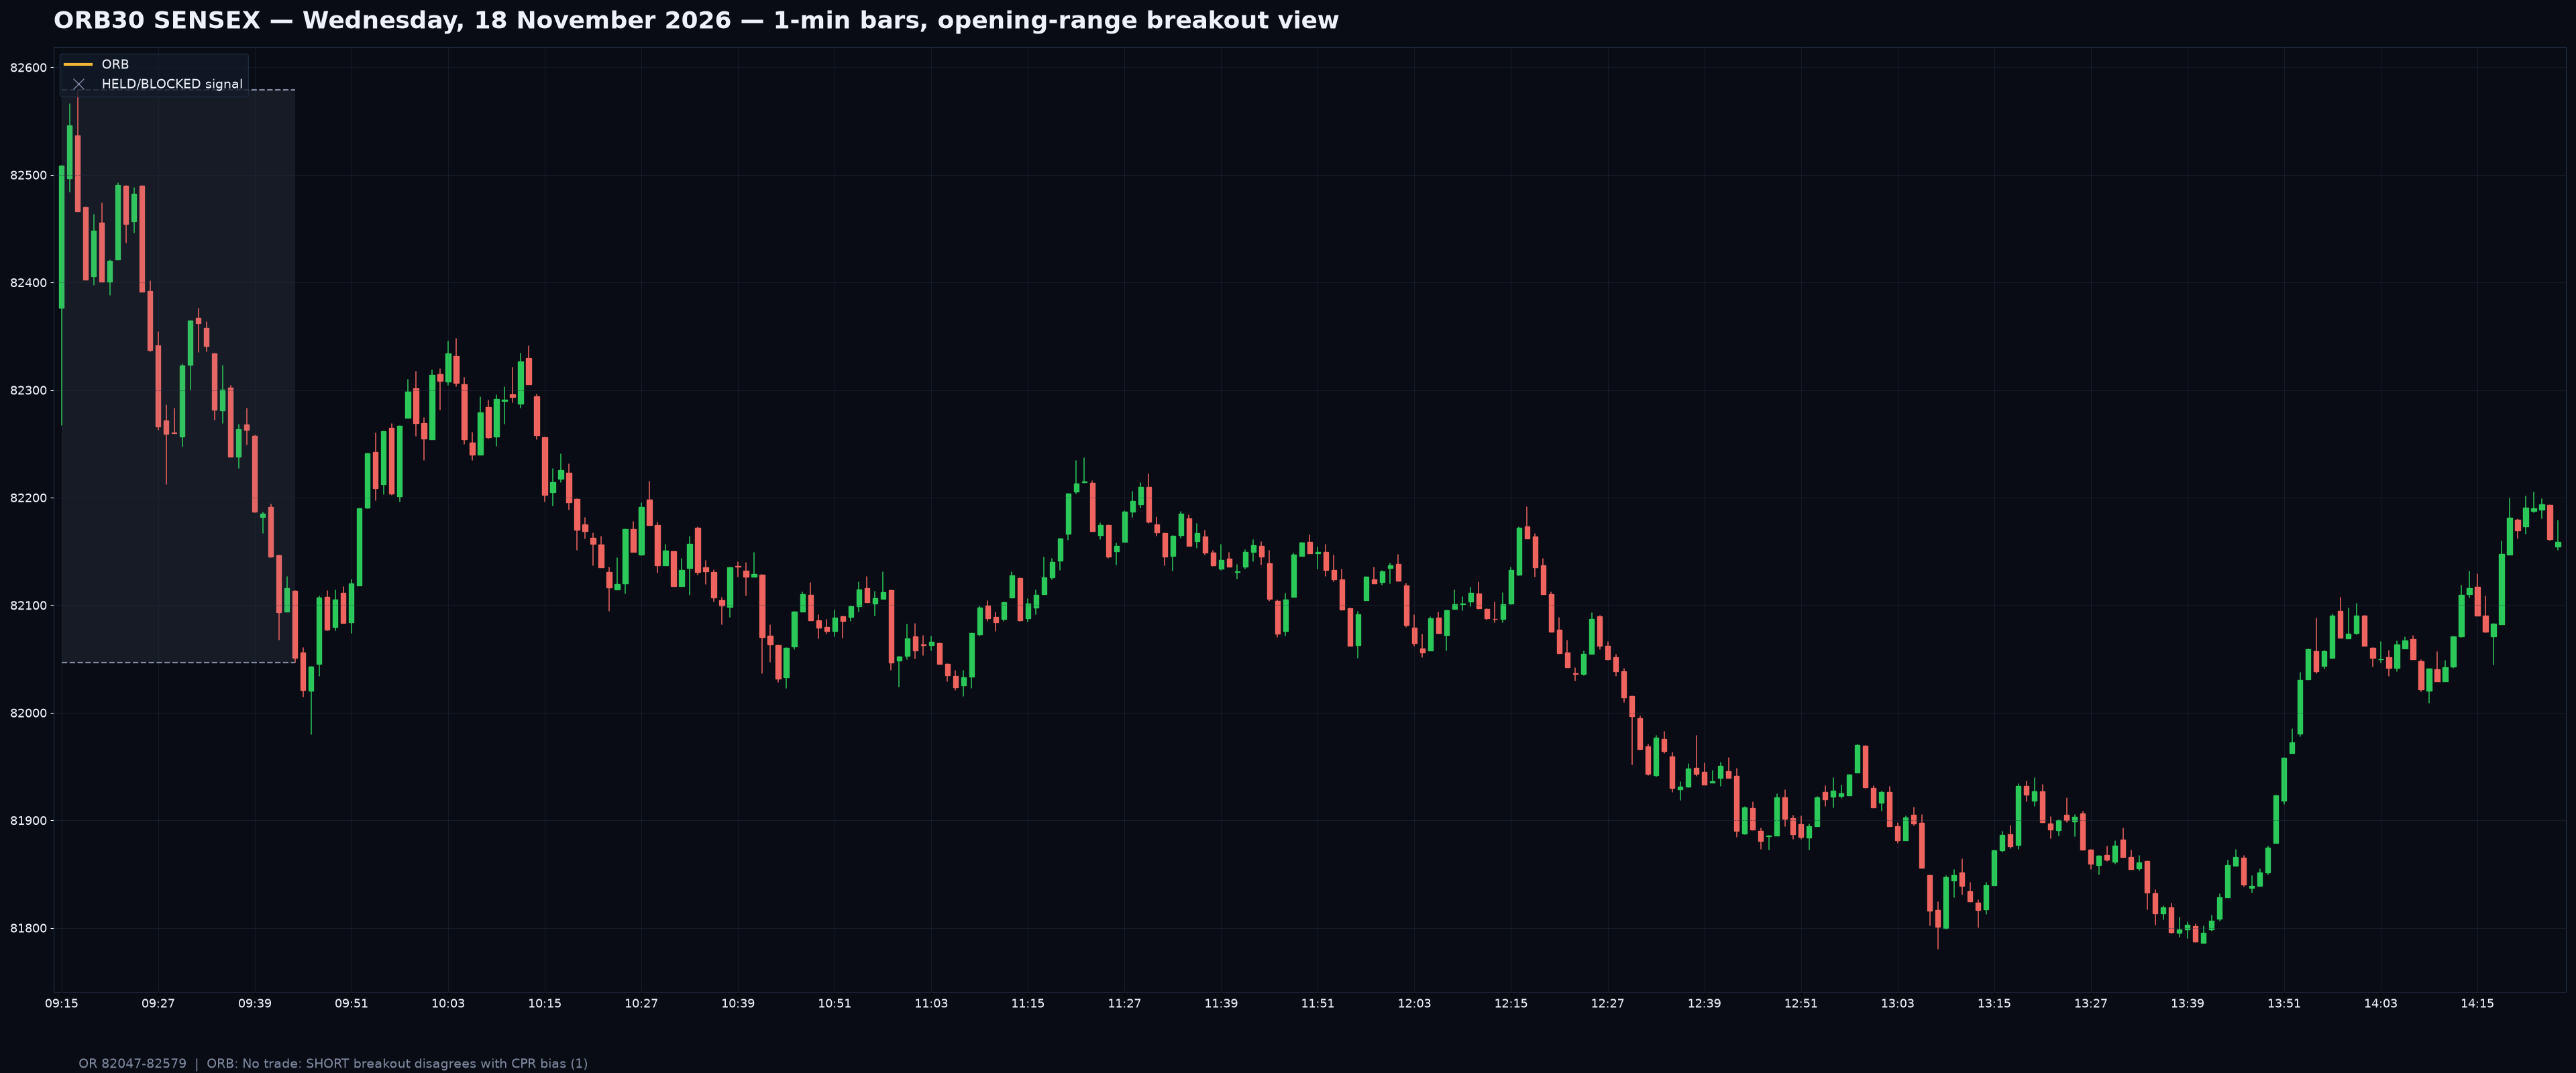 ORB30 SENSEX — Wednesday, 18 November 2026 — 1-min bars, opening-range breakout view
ORB
HELD/BLOCKED signal
82600
82500
82400
82300
82200
82100
82000
81900
81800
09:15 09:27 09:39 09:51 10:03 10:15 10:27 10:39 10:51 11:03 11:15 11:27 11:39 11:51 12:03 12:15 12:27 12:39 12:51 13:03 13:15 13:27 13:39 13:51 14:03 14:15
OR 82047-82579 | ORB: No trade: SHORT breakout disagrees with CPR bias (1)